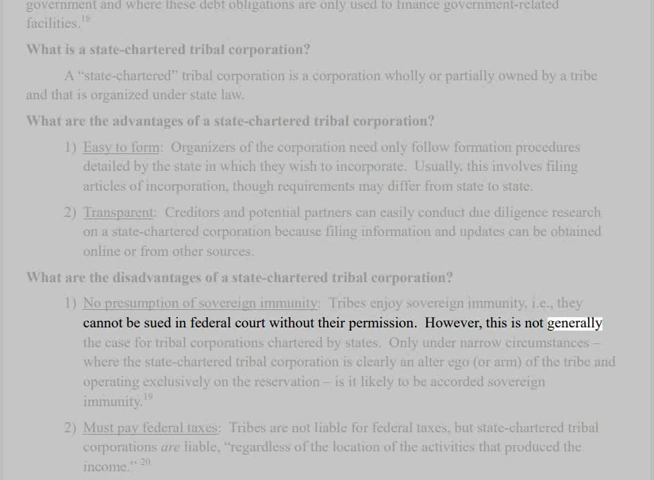 government and where these debt obligations are only used to finance government-related
facilities.18
What is a state-chartered tribal corporation?
A “state-chartered” tribal corporation is a corporation wholly or partially owned by a tribe
and that is organized under state law.
What are the advantages of a state-chartered tribal corporation?
1) Easy to form: Organizers of the corporation need only follow formation procedures
detailed by the state in which they wish to incorporate. Usually, this involves filing
articles of incorporation, though requirements may differ from state to state.
2) Transparent: Creditors and potential partners can easily conduct due diligence research
on a state-chartered corporation because filing information and updates can be obtained
online or from other sources.
What are the disadvantages of a state-chartered tribal corporation?
1) No presumption of sovereign immunity: Tribes enjoy sovereign immunity, i.e., they
cannot be sued in federal court without their permission. However, this is not generally
the case for tribal corporations chartered by states. Only under narrow circumstances –
where the state-chartered tribal corporation is clearly an alter ego (or arm) of the tribe and
operating exclusively on the reservation – is it likely to be accorded sovereign
immunity.19
2) Must pay federal taxes: Tribes are not liable for federal taxes, but state-chartered tribal
corporations are liable, “regardless of the location of the activities that produced the
income.” 20